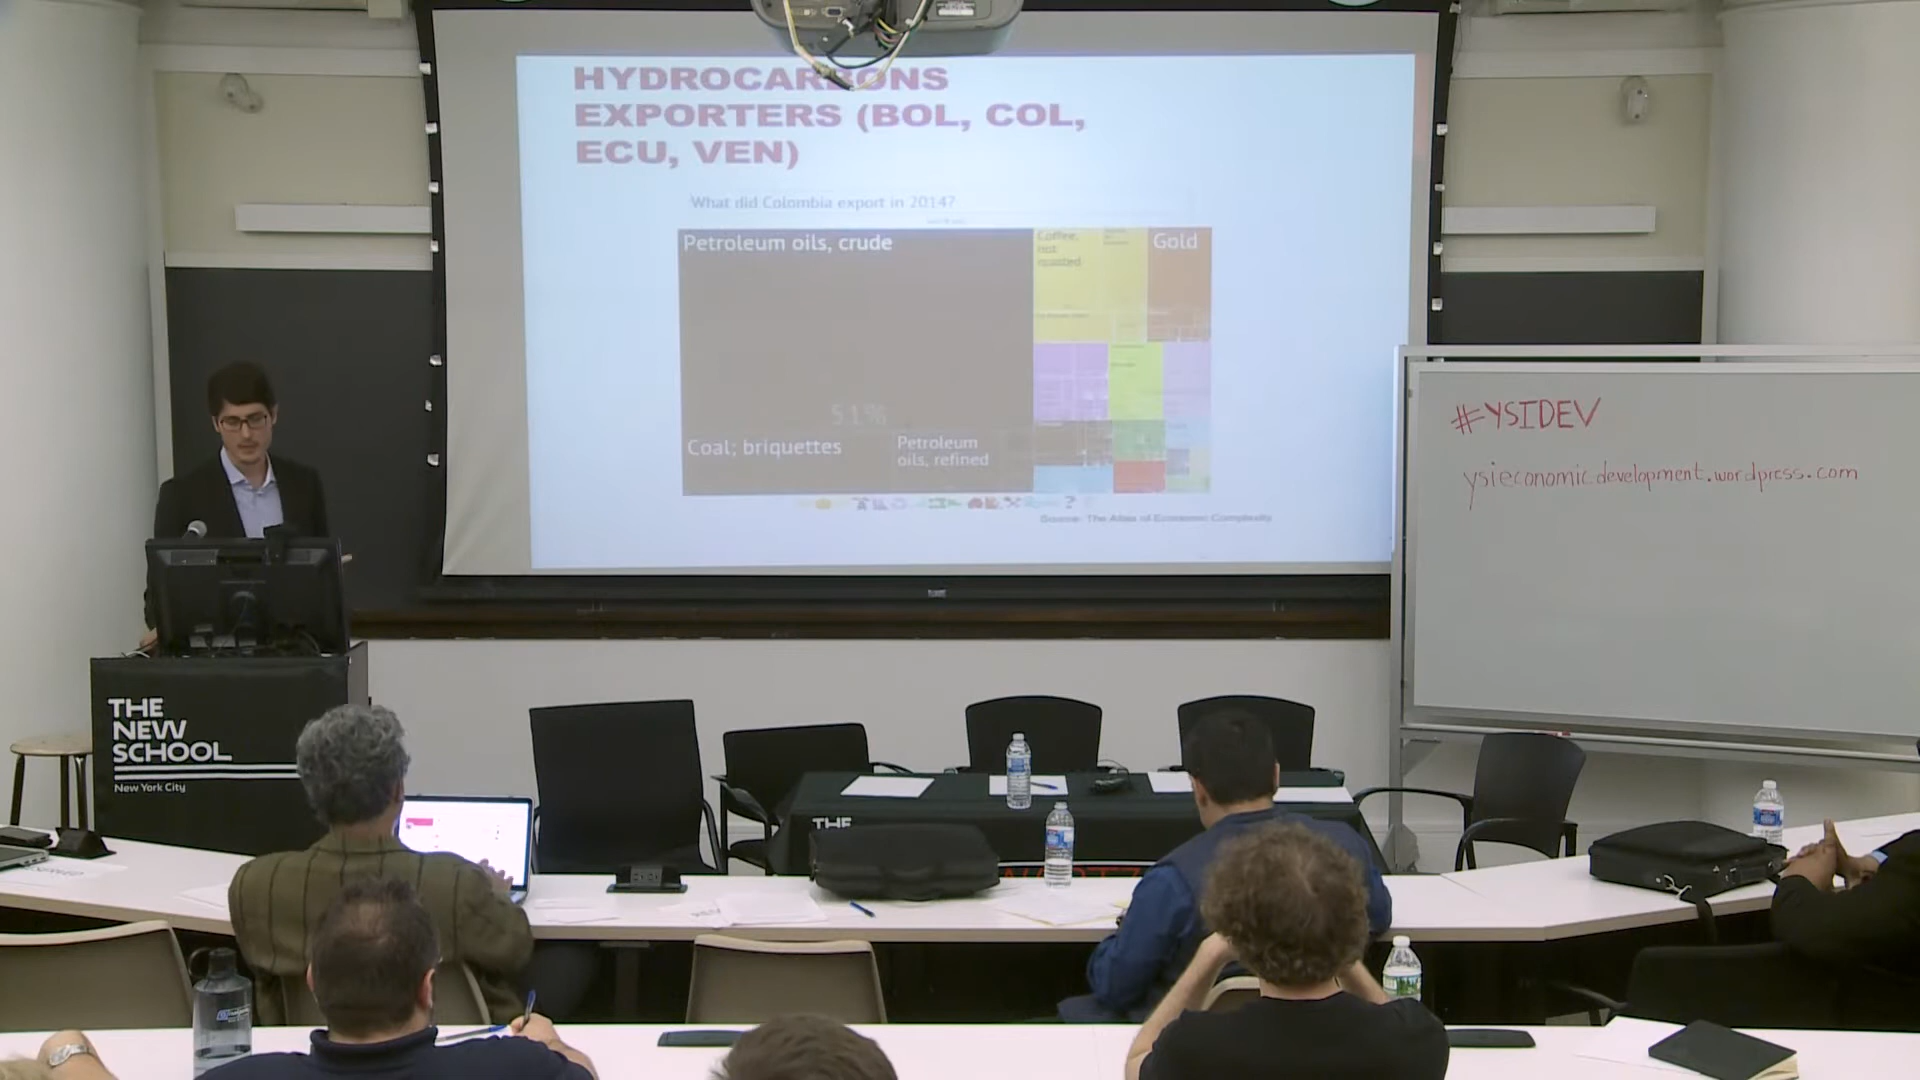 HYDROCARBONS
EXPORTERS (BOL, COL,
ECU, VEN)
What did Colombia export in 2014?
Petroleum oils, crude
51%
Coal; briquettes
Petroleum
oils, refined
Coffee,
not
roasted
Gold
Source: The Atlas of Economic Complexity
#YSIDEV
ysieconomicdevelopment.wordpress.com
THE
NEW
SCHOOL
New York City
THE